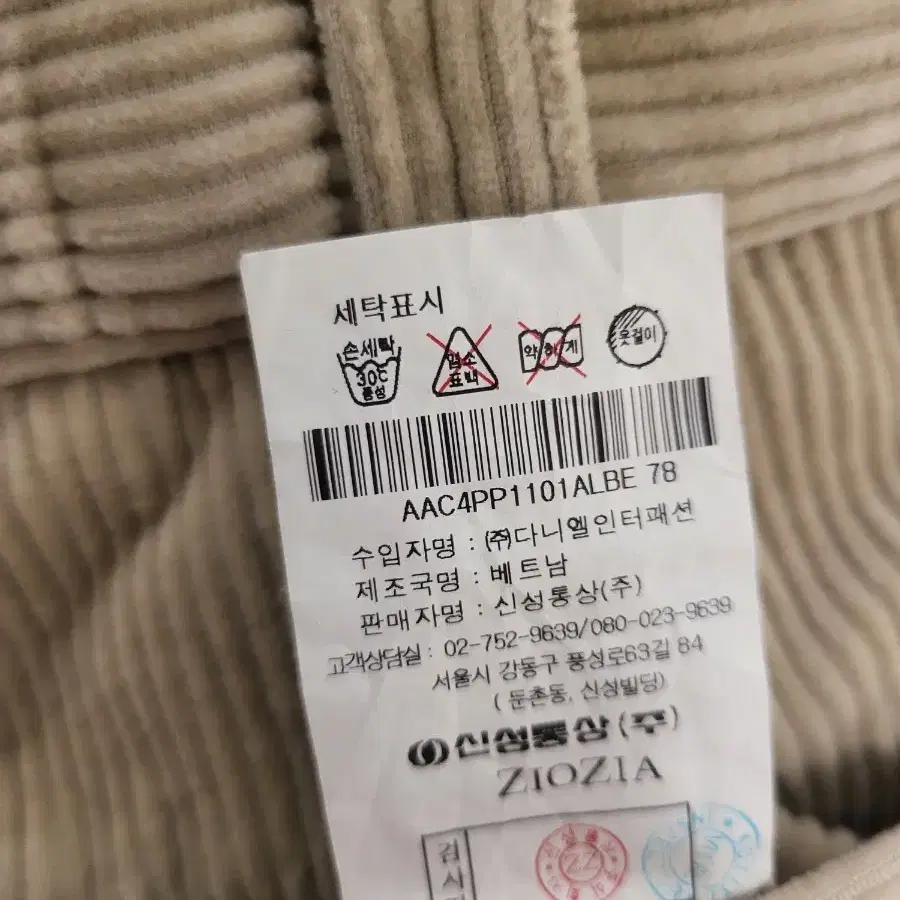 세탁표시
손세탁
30℃
중성
염소
표백
약하게
옷걸이
AAC4PP1101ALBE 78
수입자명 : (주)다니엘인터패션
제조국명 : 베트남
판매자명 : 신성통상(주)
고객상담실 : 02-752-9639/080-023-9639
서울시 강동구 풍성로63길 84
(둔촌동, 신성빌딩)
신성통상(주)
ZIOZIA
검
사